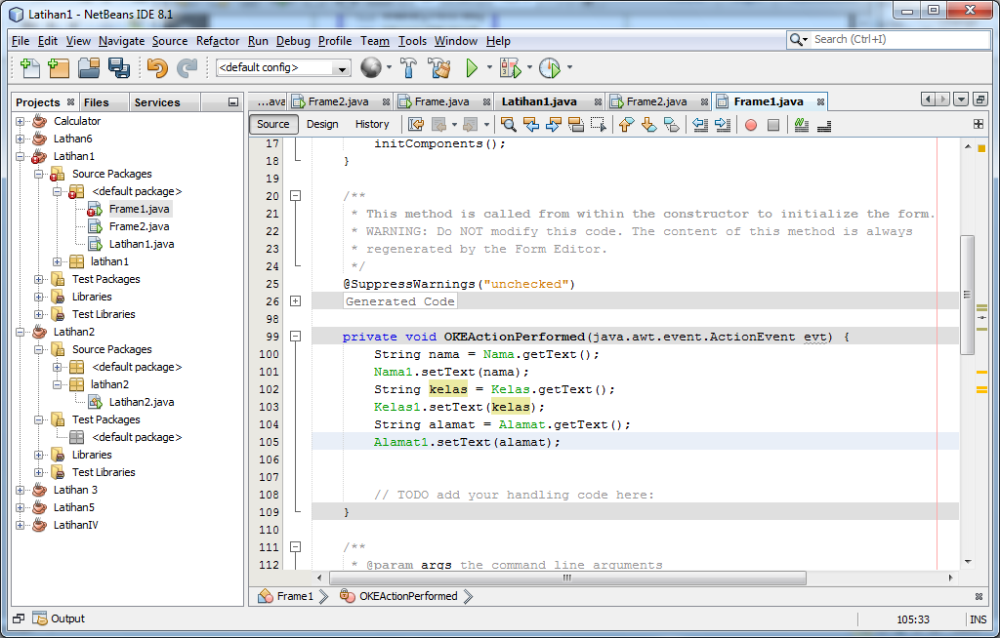 Latihan1 - NetBeans IDE 8.1
File Edit View Navigate Source Refactor Run Debug Profile Team Tools Window Help
Search (Ctrl+I)
<default config>
Projects Files Services
...ava Frame2.java Frame.java Latihan1.java Frame2.java Frame1.java
Source Design History
Calculator
Lathan6
Latihan1
Source Packages
<default package>
Frame1.java
Frame2.java
Latihan1.java
latihan1
Test Packages
Libraries
Test Libraries
Latihan2
Source Packages
<default package>
latihan2
Latihan2.java
Test Packages
<default package>
Libraries
Test Libraries
Latihan 3
Latihan5
LatihanIV
17 initComponents();
18 }
19
20 /**
21 * This method is called from within the constructor to initialize the form.
22 * WARNING: Do NOT modify this code. The content of this method is always
23 * regenerated by the Form Editor.
24 */
25 @SuppressWarnings("unchecked")
26 Generated Code
98
99 private void OKEActionPerformed(java.awt.event.ActionEvent evt) {
100 String nama = Nama.getText();
101 Nama1.setText(nama);
102 String kelas = Kelas.getText();
103 Kelas1.setText(kelas);
104 String alamat = Alamat.getText();
105 Alamat1.setText(alamat);
106
107
108 // TODO add your handling code here:
109 }
110
111 /**
112 * @param args the command line arguments
Frame1 OKEActionPerformed
Output
105:33 INS